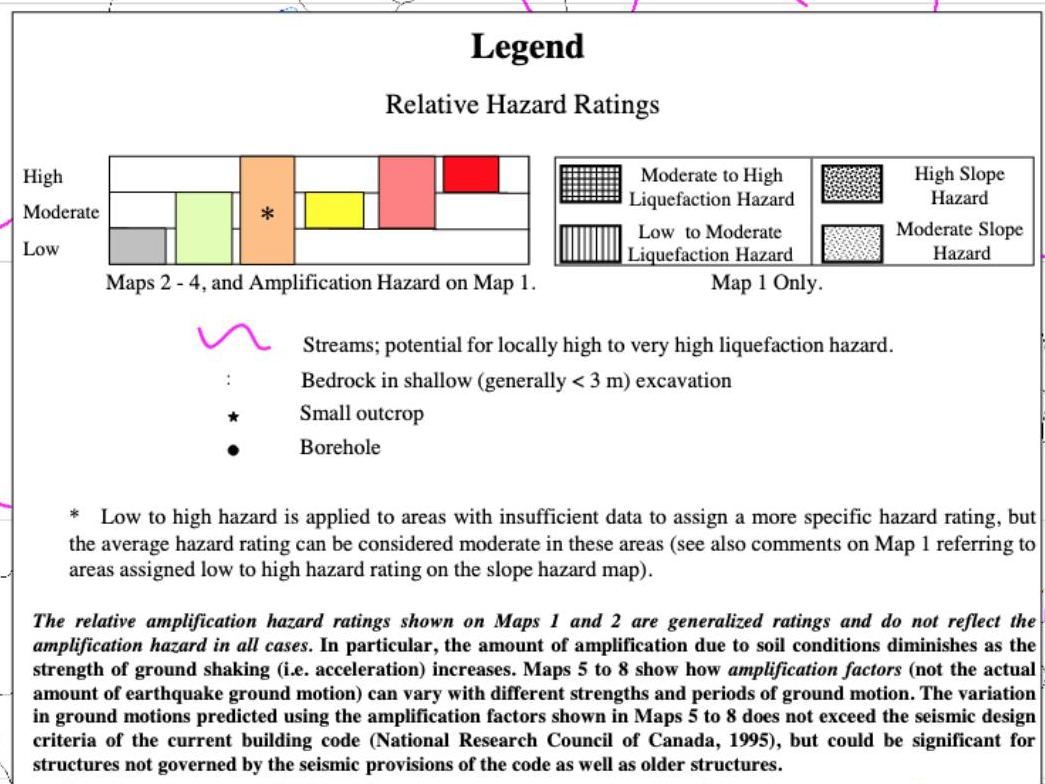 Legend
Relative Hazard Ratings
High
Moderate
Low
*
Maps 2 - 4, and Amplification Hazard on Map 1.
Moderate to High
Liquefaction Hazard
Low to Moderate
Liquefaction Hazard
High Slope
Hazard
Moderate Slope
Hazard
Map 1 Only.
Streams; potential for locally high to very high liquefaction hazard.
: Bedrock in shallow (generally < 3 m) excavation
★ Small outcrop
● Borehole
* Low to high hazard is applied to areas with insufficient data to assign a more specific hazard rating, but
the average hazard rating can be considered moderate in these areas (see also comments on Map 1 referring to
areas assigned low to high hazard rating on the slope hazard map).
The relative amplification hazard ratings shown on Maps 1 and 2 are generalized ratings and do not reflect the
amplification hazard in all cases. In particular, the amount of amplification due to soil conditions diminishes as the
strength of ground shaking (i.e. acceleration) increases. Maps 5 to 8 show how amplification factors (not the actual
amount of earthquake ground motion) can vary with different strengths and periods of ground motion. The variation
in ground motions predicted using the amplification factors shown in Maps 5 to 8 does not exceed the seismic design
criteria of the current building code (National Research Council of Canada, 1995), but could be significant for
structures not governed by the seismic provisions of the code as well as older structures.